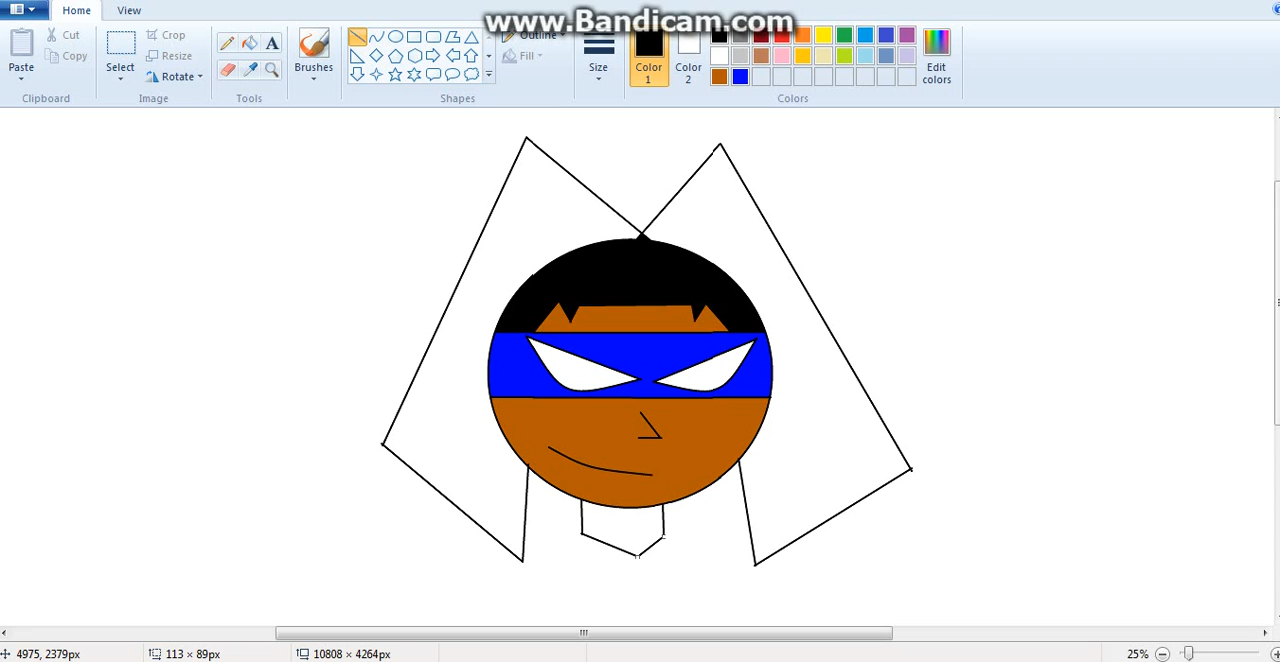 www.Bandicam.com
Home View
Paste
Cut
Copy
Clipboard
Select
Crop
Resize
Rotate
Image
A
Tools
Brushes
Shapes
Outline
Fill
Size
Color 1
Color 2
Edit colors
Colors
4975, 2379px
113 × 89px
10808 × 4264px
25%